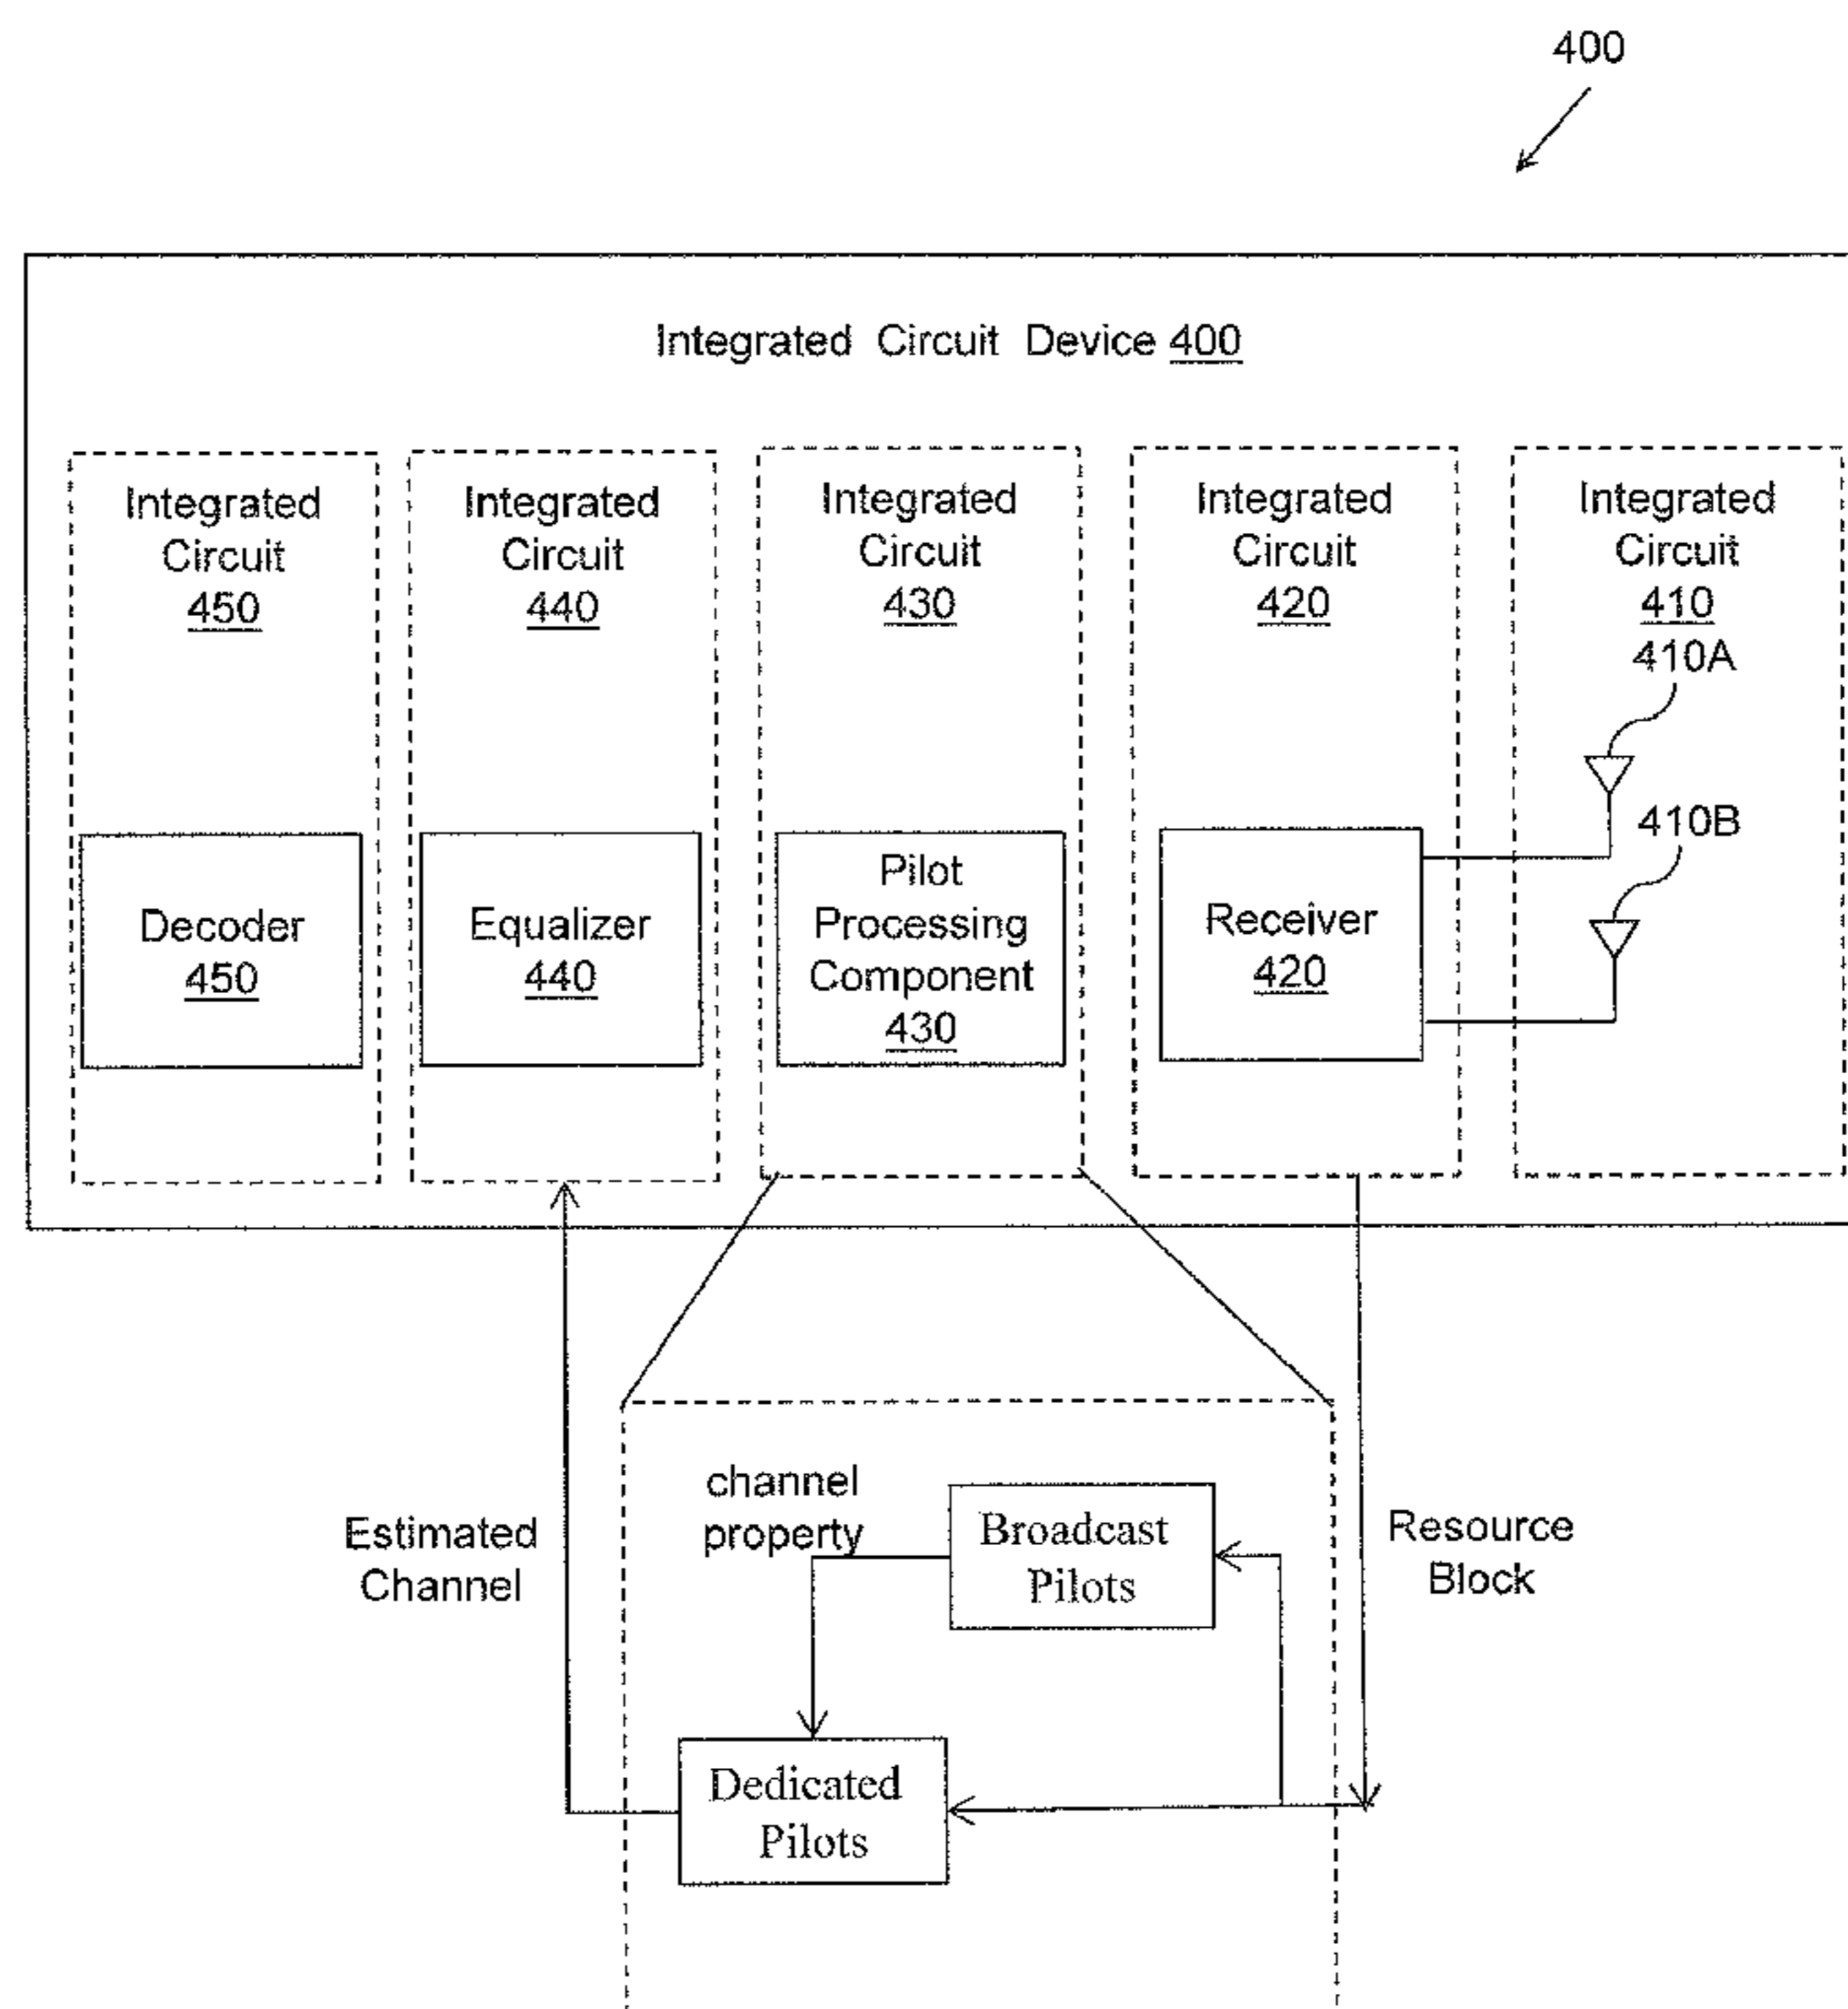 400
Integrated Circuit Device 400
Integrated
Circuit
450
Integrated
Circuit
440
Integrated
Circuit
430
Integrated
Circuit
420
Integrated
Circuit
410
410A
410B
Decoder
450
Equalizer
440
Pilot
Processing
Component
430
Receiver
420
Estimated
Channel
channel
property
Broadcast
Pilots
Resource
Block
Dedicated
Pilots